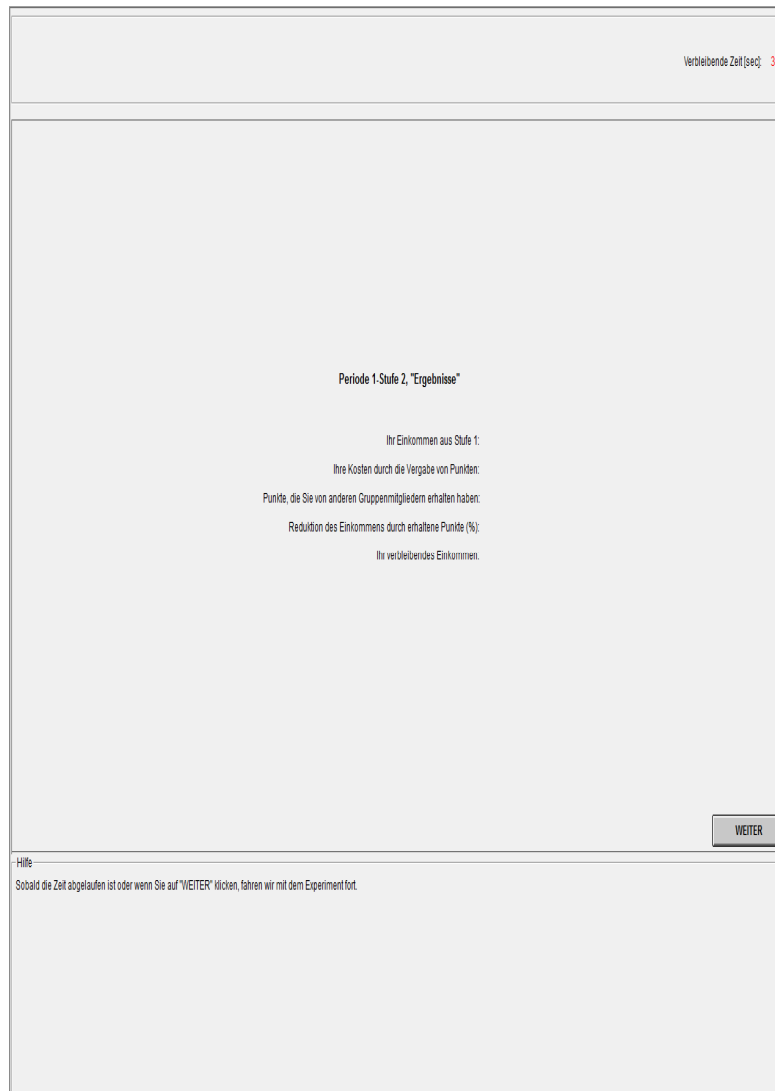 Verbleibende Zeit [sec]: 3
Periode 1-Stufe 2, "Ergebnisse"
Ihr Einkommen aus Stufe 1:
Ihre Kosten durch die Vergabe von Punkten:
Punkte, die Sie von anderen Gruppenmitgliedern erhalten haben:
Reduktion des Einkommens durch erhaltene Punkte (%):
Ihr verbleibendes Einkommen.
WEITER
Hilfe
Sobald die Zeit abgelaufen ist oder wenn Sie auf "WEITER" klicken, fahren wir mit dem Experiment fort.